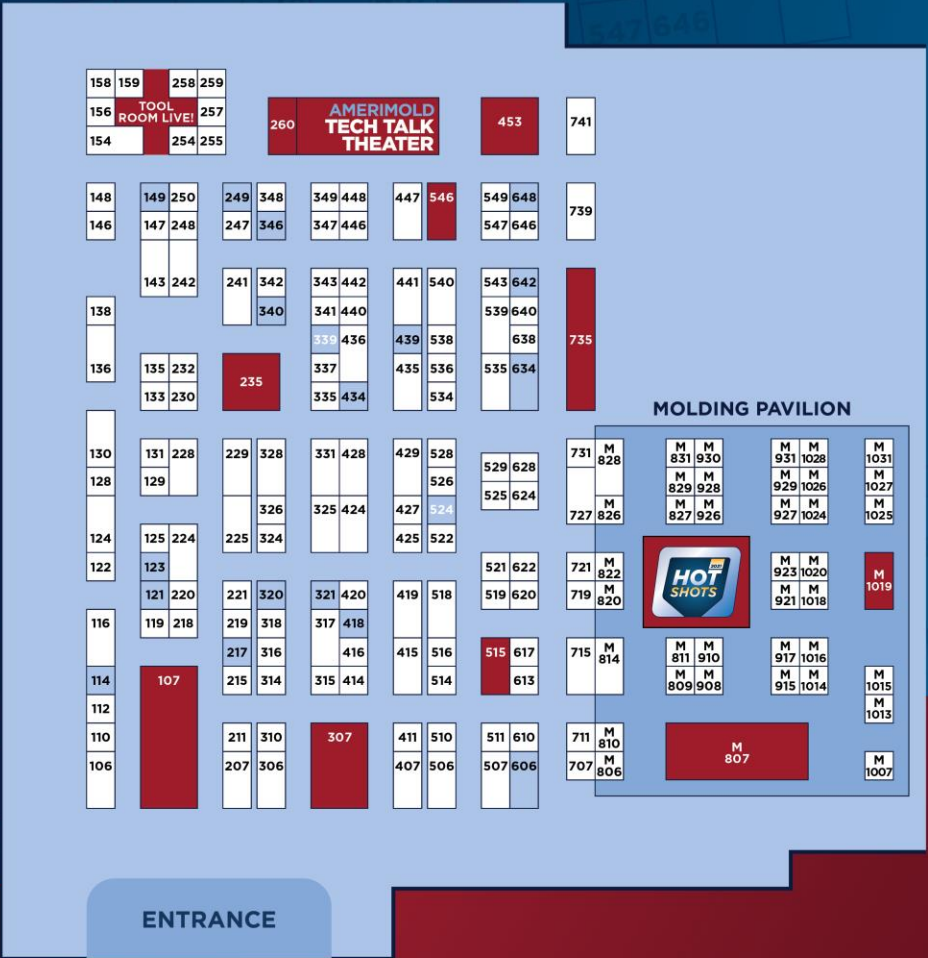 547 646
158 159 258 259
156 TOOL ROOM LIVE! 257
154 254 255
260
AMERIMOLD
TECH TALK
THEATER
453
741
148 149 250 249 348 349 448 447 546 549 648
739
146 147 248 247 346 347 446 547 646
143 242 241 342 343 442 441 540 543 642
138 340 341 440 539 640
339 436 439 538 638 735
136 135 232 235 337 435 536 535 634
133 230 335 434 534
MOLDING PAVILION
130 131 228 229 328 331 428 429 528 731 M 828 M 831 M 930 M 931 M 1028 M 1031
128 129 526 529 628 M 829 M 928 M 929 M 1026 M 1027
326 325 424 427 524 525 624 727 M 826 M 827 M 926 M 927 M 1024 M 1025
124 125 224 225 324 425 522
122 123 521 622 721 M 822 M 923 M 1020
2021
HOT
SHOTS
M 1019
121 220 221 320 321 420 419 518 519 620 719 M 820 M 921 M 1018
116 119 218 219 318 317 418
217 316 416 415 516 515 617 715 M 814 M 811 M 910 M 917 M 1016
114 107 215 314 315 414 514 613 M 809 M 908 M 915 M 1014 M 1015
112 M 1013
110 211 310 307 411 510 511 610 711 M 810 M 807
106 207 306 407 506 507 606 707 M 806 M 1007
ENTRANCE